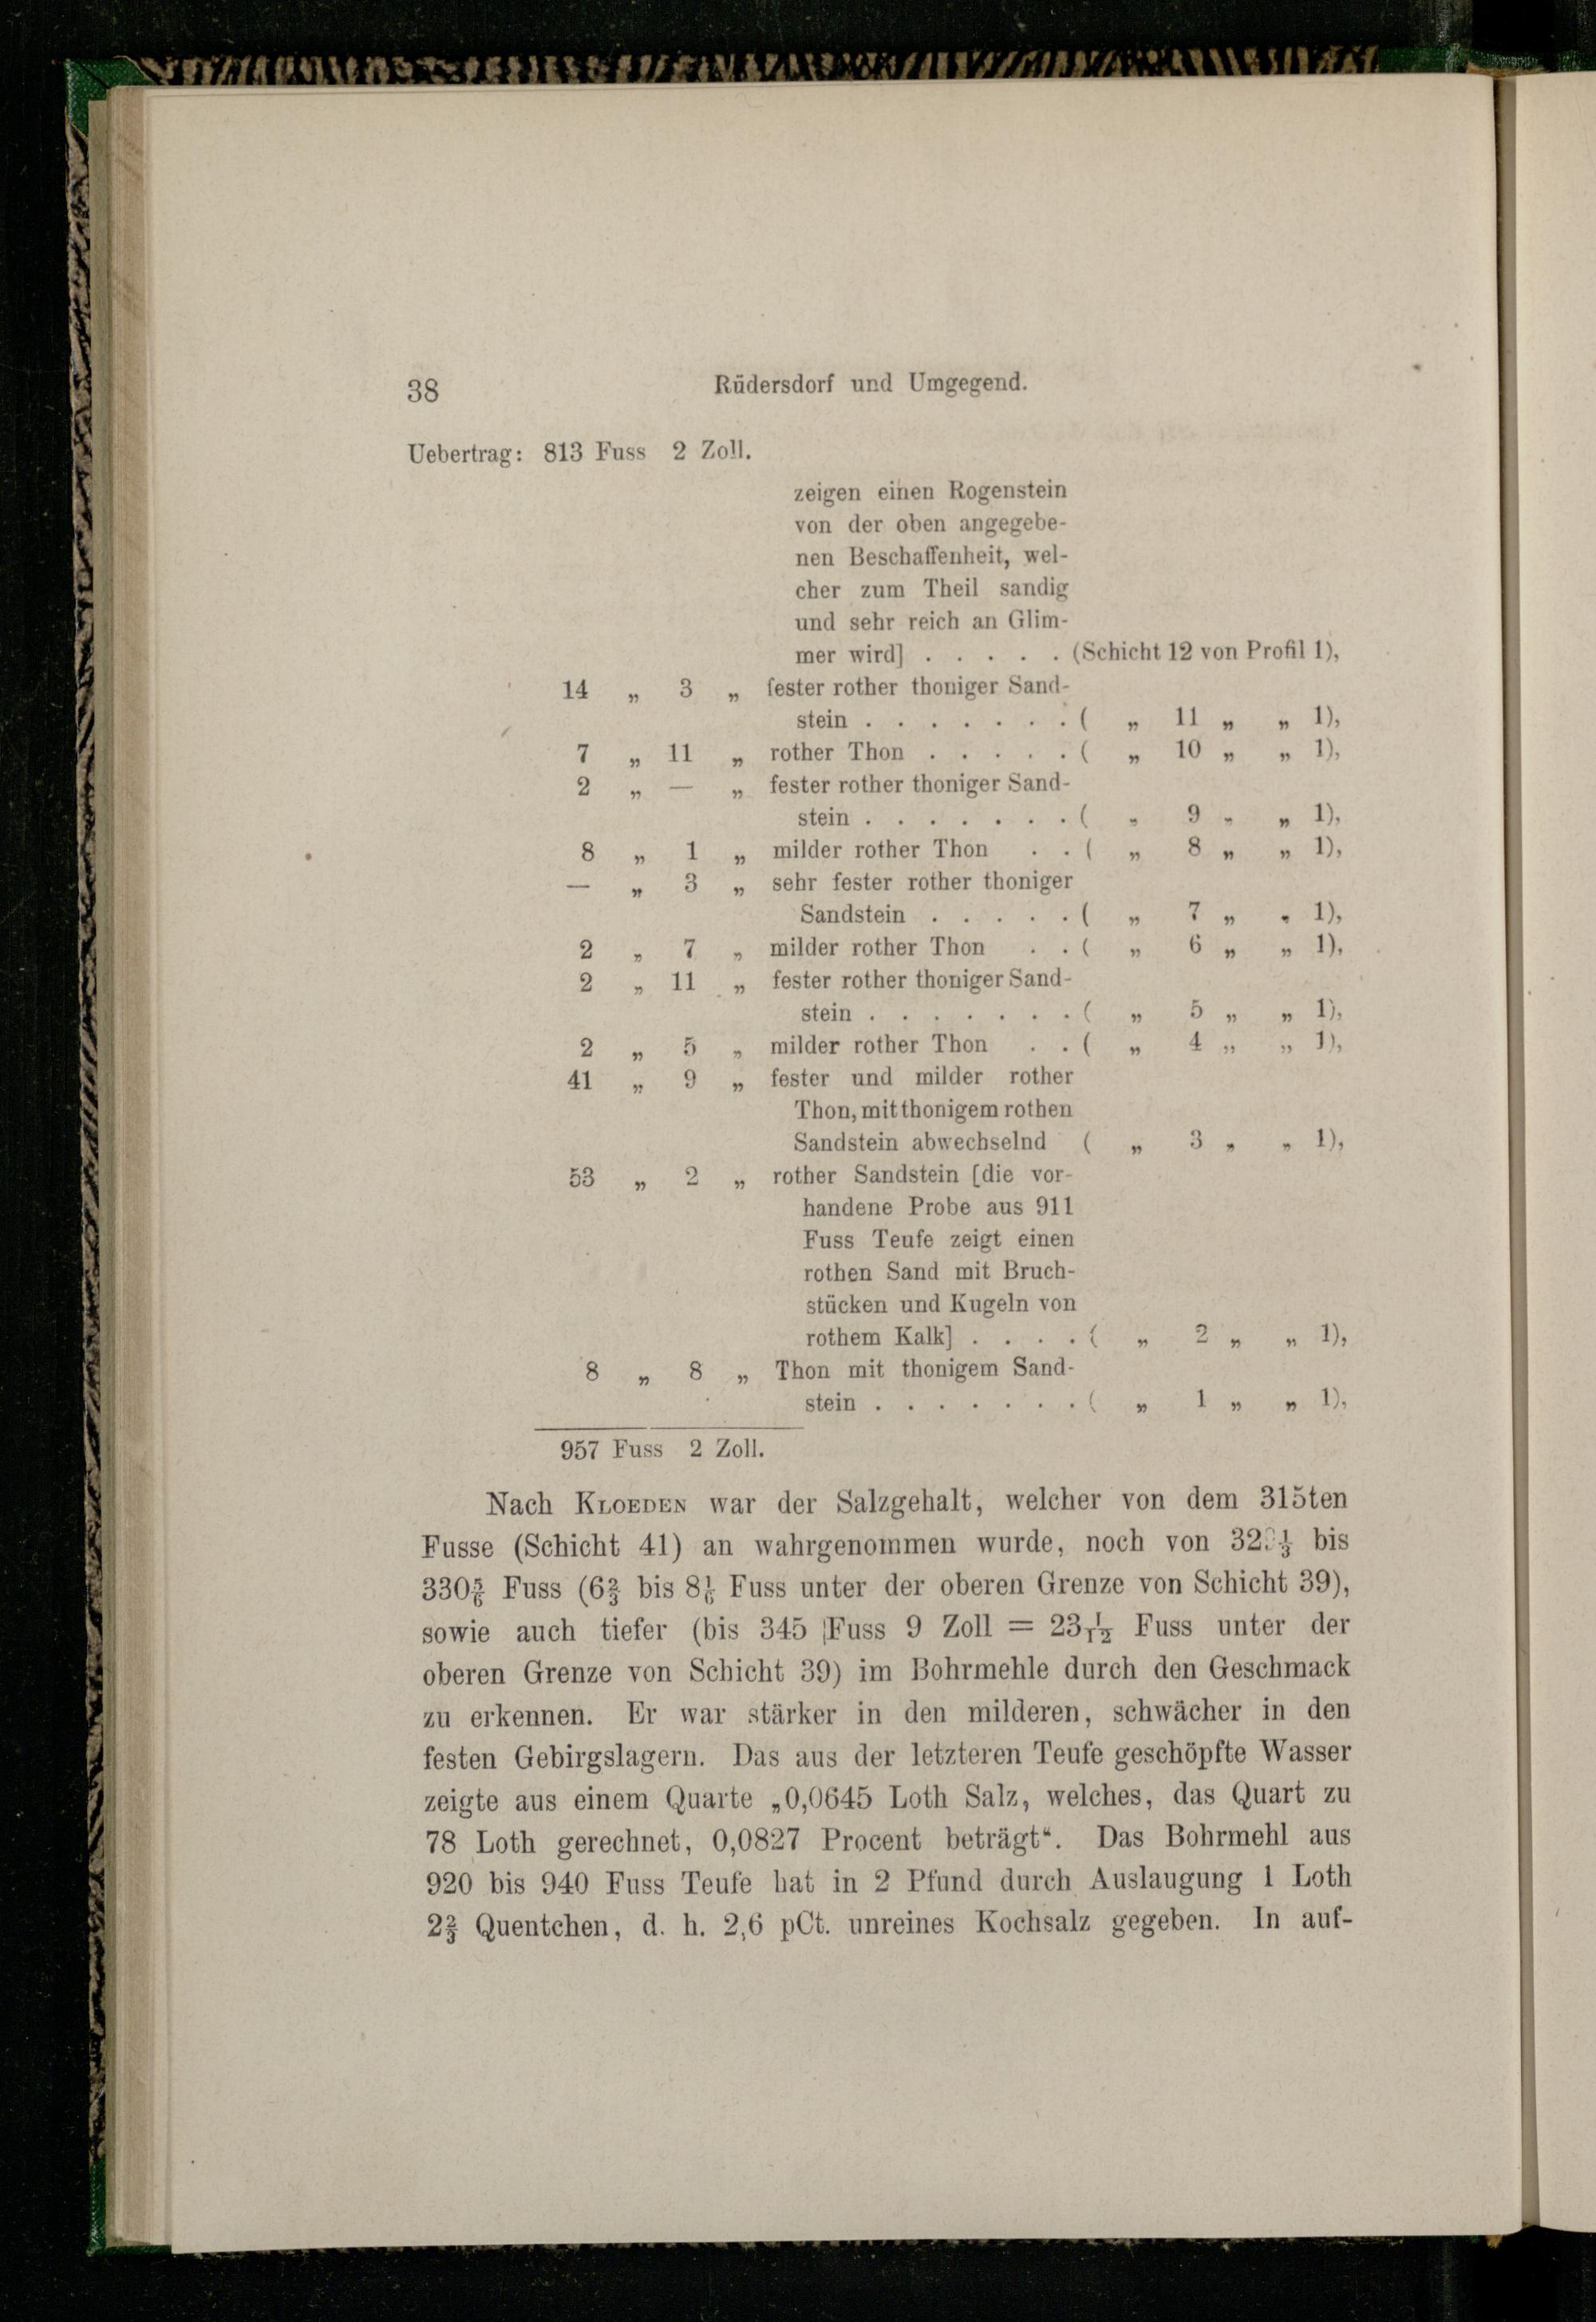 38 Rüdersdorf und Umgegend.
Uebertrag: 813 Fuss 2 Zoll.
zeigen einen Rogenstein
von der oben angegebe-
nen Beschaffenheit, wel-
cher zum Theil sandig
und sehr reich an Glim-
mer wird] . . . . . (Schicht 12 von Profil 1),
14 „ 3 „ fester rother thoniger Sand-
stein . . . . . . . ( „ 11 „ „ 1),
7 „ 11 „ rother Thon . . . . . ( „ 10 „ „ 1),
2 „ — „ fester rother thoniger Sand-
stein . . . . . . . ( „ 9 „ „ 1),
8 „ 1 „ milder rother Thon . . ( „ 8 „ „ 1),
— „ 3 „ sehr fester rother thoniger
Sandstein . . . . . ( „ 7 „ „ 1),
2 „ 7 „ milder rother Thon . . ( „ 6 „ „ 1),
2 „ 11 „ fester rother thoniger Sand-
stein . . . . . . . ( „ 5 „ „ 1),
2 „ 5 „ milder rother Thon . . ( „ 4 „ „ 1),
41 „ 9 „ fester und milder rother
Thon, mit thonigem rothen
Sandstein abwechselnd ( „ 3 „ „ 1),
53 „ 2 „ rother Sandstein [die vor-
handene Probe aus 911
Fuss Teufe zeigt einen
rothen Sand mit Bruch-
stücken und Kugeln von
rothem Kalk] . . . . ( „ 2 „ „ 1),
8 „ 8 „ Thon mit thonigem Sand-
stein . . . . . . . ( „ 1 „ „ 1),
957 Fuss 2 Zoll.
Nach KLOEDEN war der Salzgehalt, welcher von dem 315ten
Fusse (Schicht 41) an wahrgenommen wurde, noch von bis
330⅚ Fuss (6⅔ bis 8⅙ Fuss unter der oberen Grenze von Schicht 39),
sowie auch tiefer (bis 345 Fuss 9 Zoll = 23 1/12 Fuss unter der
oberen Grenze von Schicht 39) im Bohrmehle durch den Geschmack
zu erkennen. Er war stärker in den milderen, schwächer in den
festen Gebirgslagern. Das aus der letzteren Teufe geschöpfte Wasser
zeigte aus einem Quarte „0,0645 Loth Salz, welches, das Quart zu
78 Loth gerechnet, 0,0827 Procent beträgt“. Das Bohrmehl aus
920 bis 940 Fuss Teufe hat in 2 Pfund durch Auslaugung 1 Loth
2⅔ Quentchen, d. h. 2,6 pCt. unreines Kochsalz gegeben. In auf-